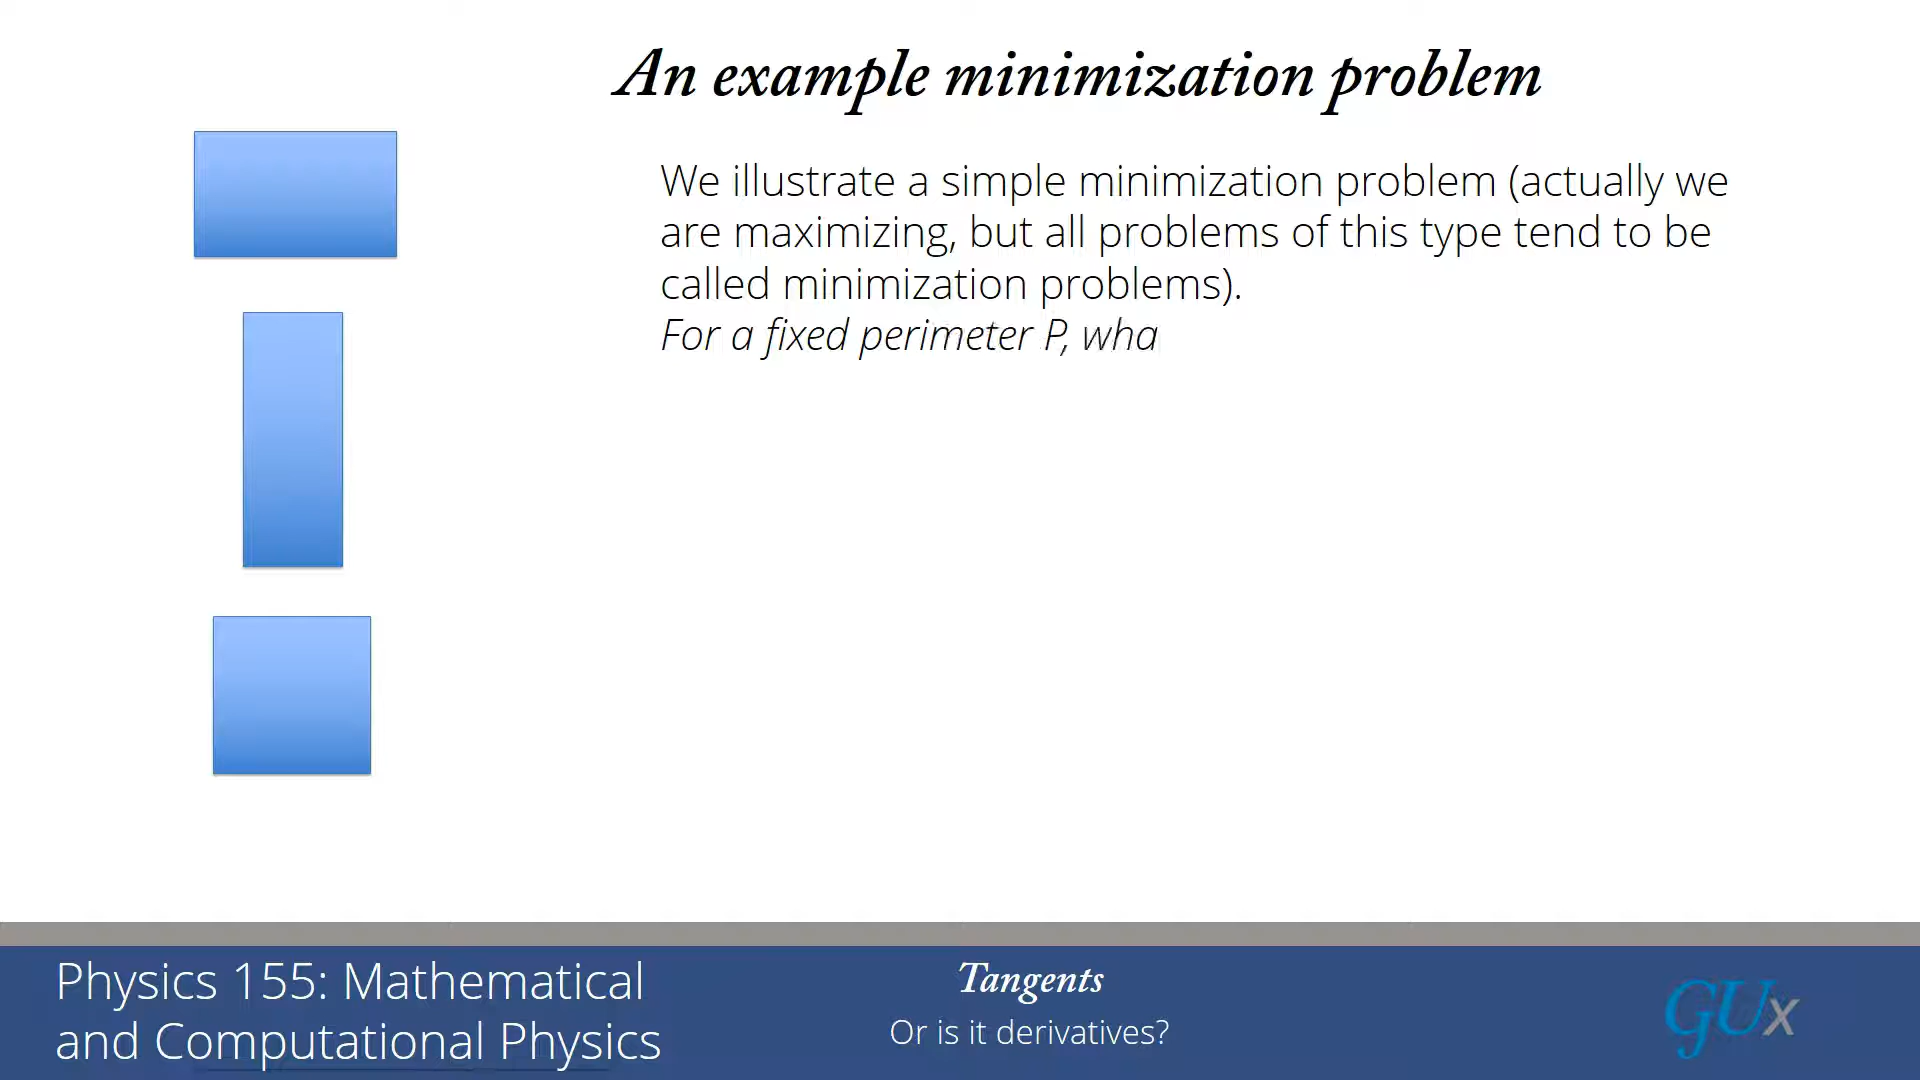 An example minimization problem
We illustrate a simple minimization problem (actually we
are maximizing, but all problems of this type tend to be
called minimization problems).
For a fixed perimeter P, wha
Physics 155: Mathematical
and Computational Physics
Tangents
Or is it derivatives?
GUx